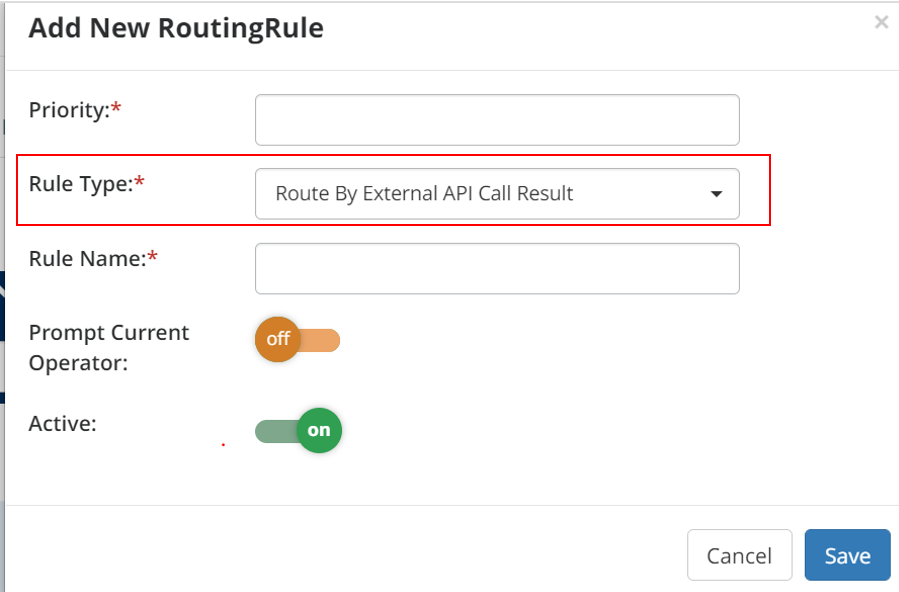 Add New RoutingRule
×
Priority:*
Rule Type:*
Route By External API Call Result
Rule Name:*
Prompt Current
Operator:
off
Active:
on
Cancel
Save